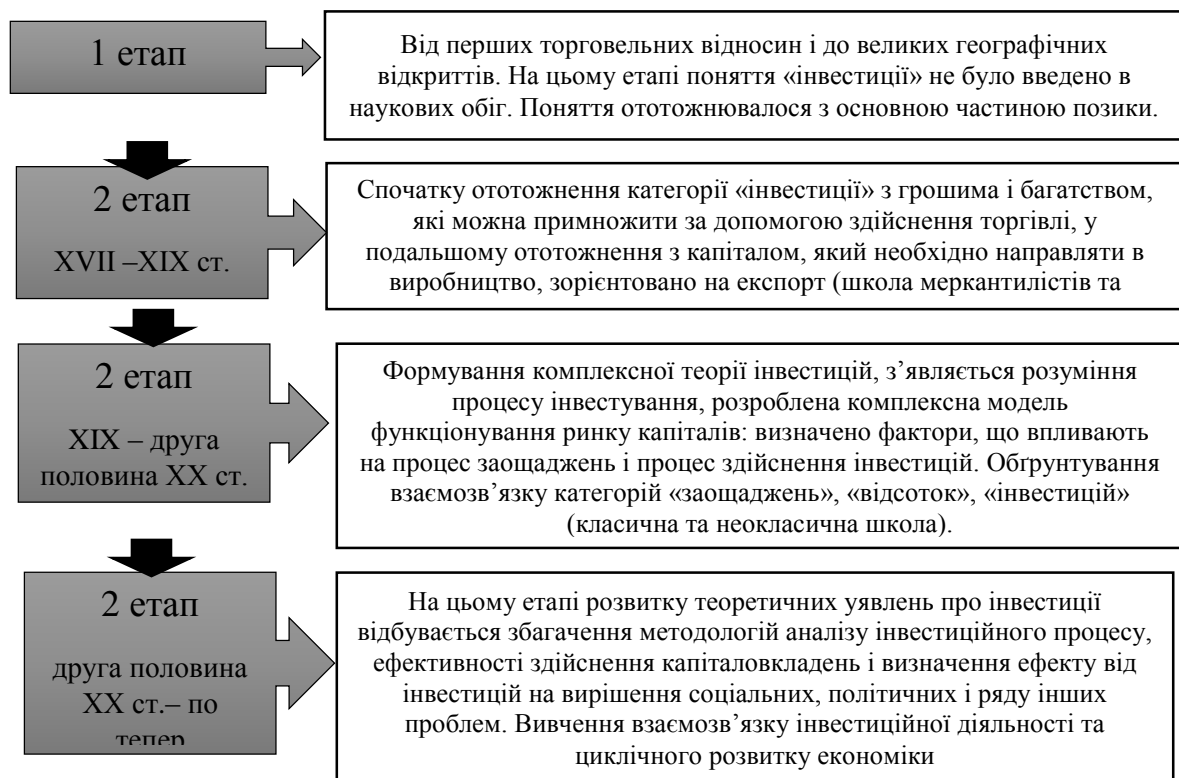 1 етап
Від перших торговельних відносин і до великих географічних
відкриттів. На цьому етапі поняття «інвестиції» не було введено в
наукових обіг. Поняття ототожнювалося з основною частиною позики.
2 етап
XVII –XIX ст.
Спочатку ототожнення категорії «інвестиції» з грошима і багатством,
які можна примножити за допомогою здійснення торгівлі, у
подальшому ототожнення з капіталом, який необхідно направляти в
виробництво, зорієнтовано на експорт (школа меркантилістів та
2 етап
XIX – друга
половина XX ст.
Формування комплексної теорії інвестицій, з’являється розуміння
процесу інвестування, розроблена комплексна модель
функціонування ринку капіталів: визначено фактори, що впливають
на процес заощаджень і процес здійснення інвестицій. Обґрунтування
взаємозв’язку категорій «заощаджень», «відсоток», «інвестицій»
(класична та неокласична школа).
2 етап
друга половина
XX ст.– по
тепер
На цьому етапі розвитку теоретичних уявлень про інвестиції
відбувається збагачення методологій аналізу інвестиційного процесу,
ефективності здійснення капіталовкладень і визначення ефекту від
інвестицій на вирішення соціальних, політичних і ряду інших
проблем. Вивчення взаємозв’язку інвестиційної діяльності та
циклічного розвитку економіки